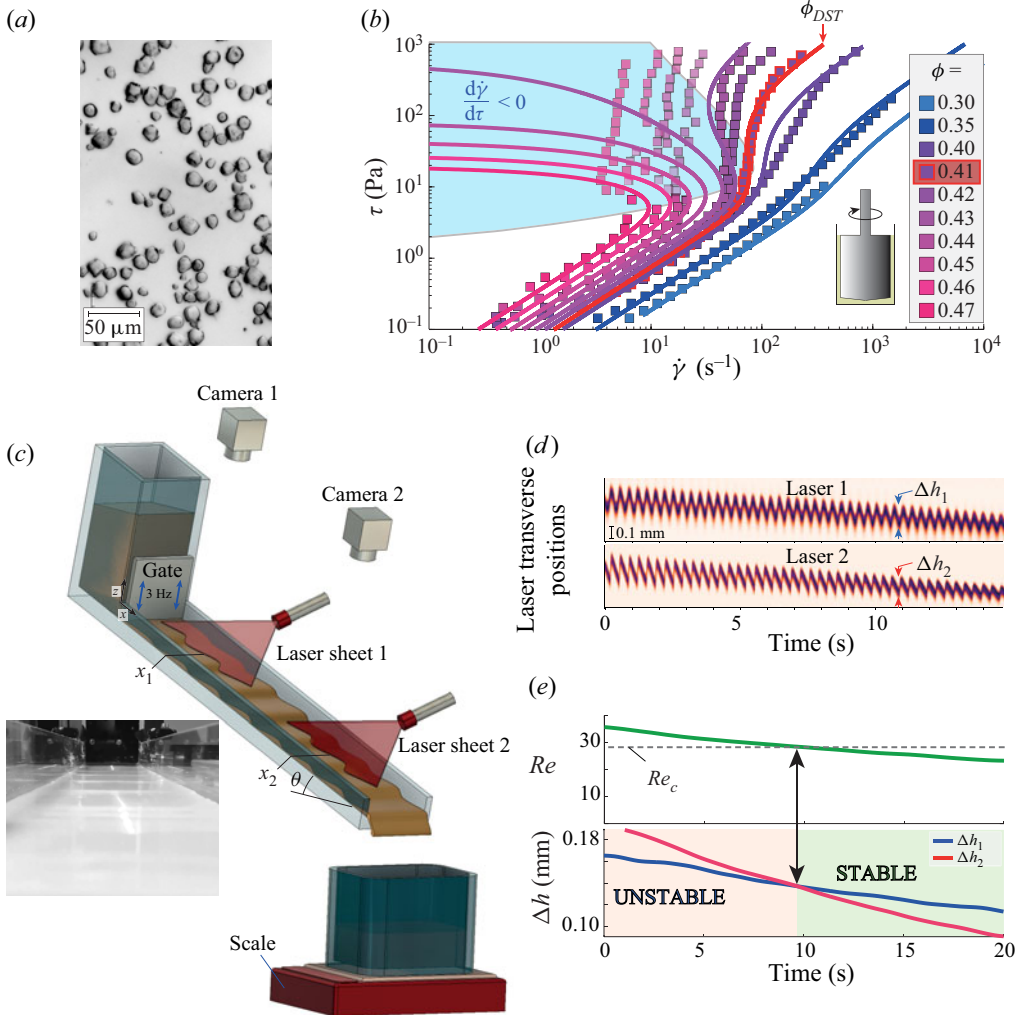 (a)
50 μm
(b)
ϕDST
10³
10²
10¹
10⁰
10⁻¹
τ (Pa)
dγ̇/dτ < 0
10⁻¹
10⁰
10¹
10²
10³
10⁴
γ̇ (s⁻¹)
ϕ =
0.30
0.35
0.40
0.41
0.42
0.43
0.44
0.45
0.46
0.47
(c)
Camera 1
Camera 2
Gate
3 Hz
z
x
Laser sheet 1
x₁
Laser sheet 2
x₂
θ
Scale
(d)
Laser transverse
positions
Laser 1
Δh₁
0.1 mm
Laser 2
Δh₂
0
5
10
Time (s)
(e)
Re
30
10
Rec
Δh (mm)
0.18
0.10
Δh₁
Δh₂
UNSTABLE
STABLE
0
5
10
15
20
Time (s)